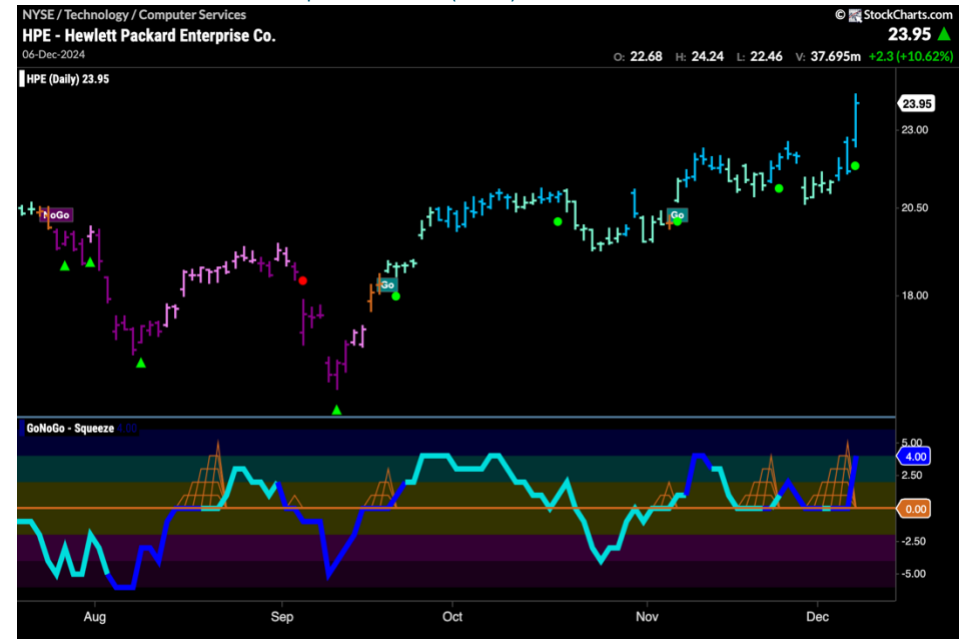 NYSE / Technology / Computer Services
© StockCharts.com
HPE - Hewlett Packard Enterprise Co.
23.95
06-Dec-2024
O: 22.68 H: 24.24 L: 22.46 V: 37.695m +2.3 (+10.62%)
HPE (Daily) 23.95
23.95
23.00
NoGo
Go
20.50
Go
18.00
GoNoGo - Squeeze 4.00
5.00
4.00
2.50
0.00
-2.50
-5.00
Aug Sep Oct Nov Dec